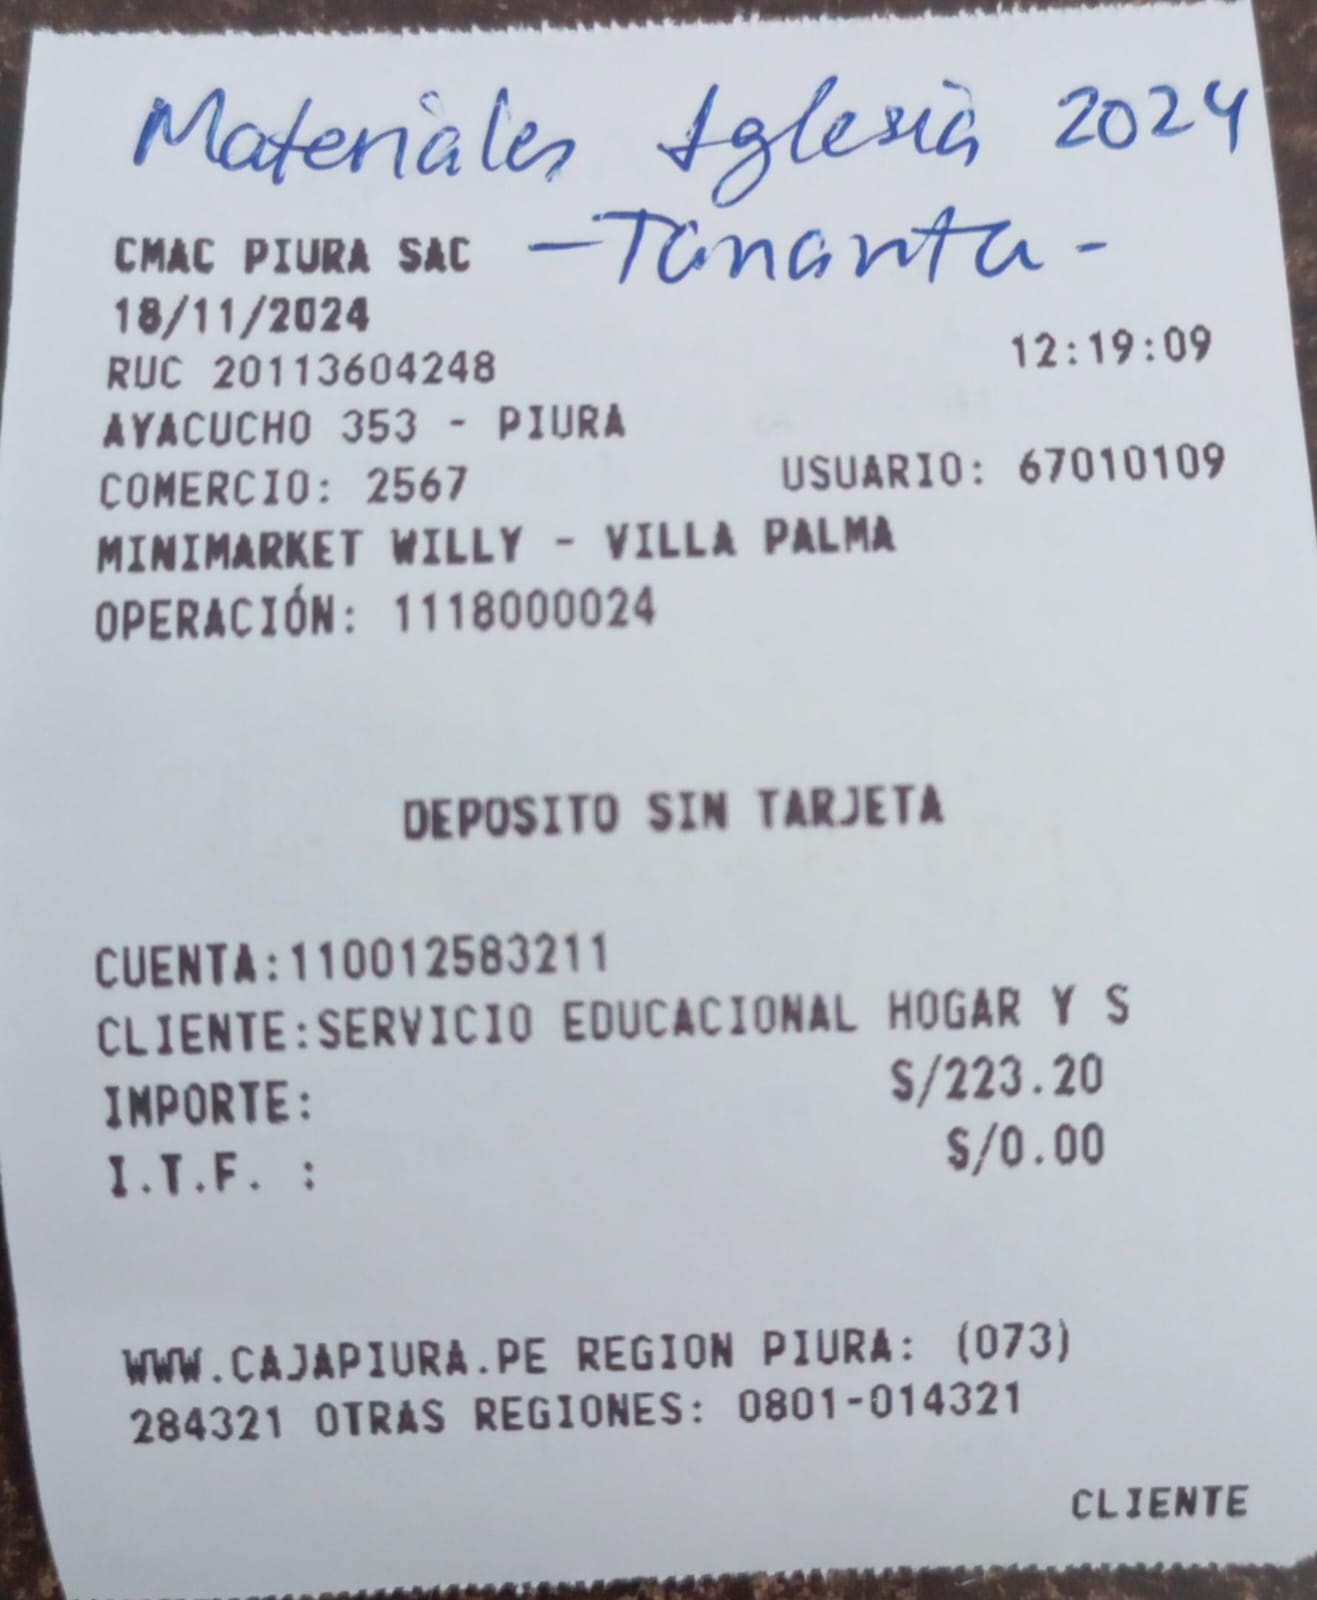 Materiales Iglesia 2024
- Tananta -
CMAC PIURA SAC
18/11/2024
12:19:09
RUC 20113604248
AYACUCHO 353 - PIURA
COMERCIO: 2567 USUARIO: 67010109
MINIMARKET WILLY - VILLA PALMA
OPERACIÓN: 1118000024
DEPOSITO SIN TARJETA
CUENTA:110012583211
CLIENTE:SERVICIO EDUCACIONAL HOGAR Y S
IMPORTE: S/223.20
I.T.F. : S/0.00
WWW.CAJAPIURA.PE REGION PIURA: (073)
284321 OTRAS REGIONES: 0801-014321
CLIENTE